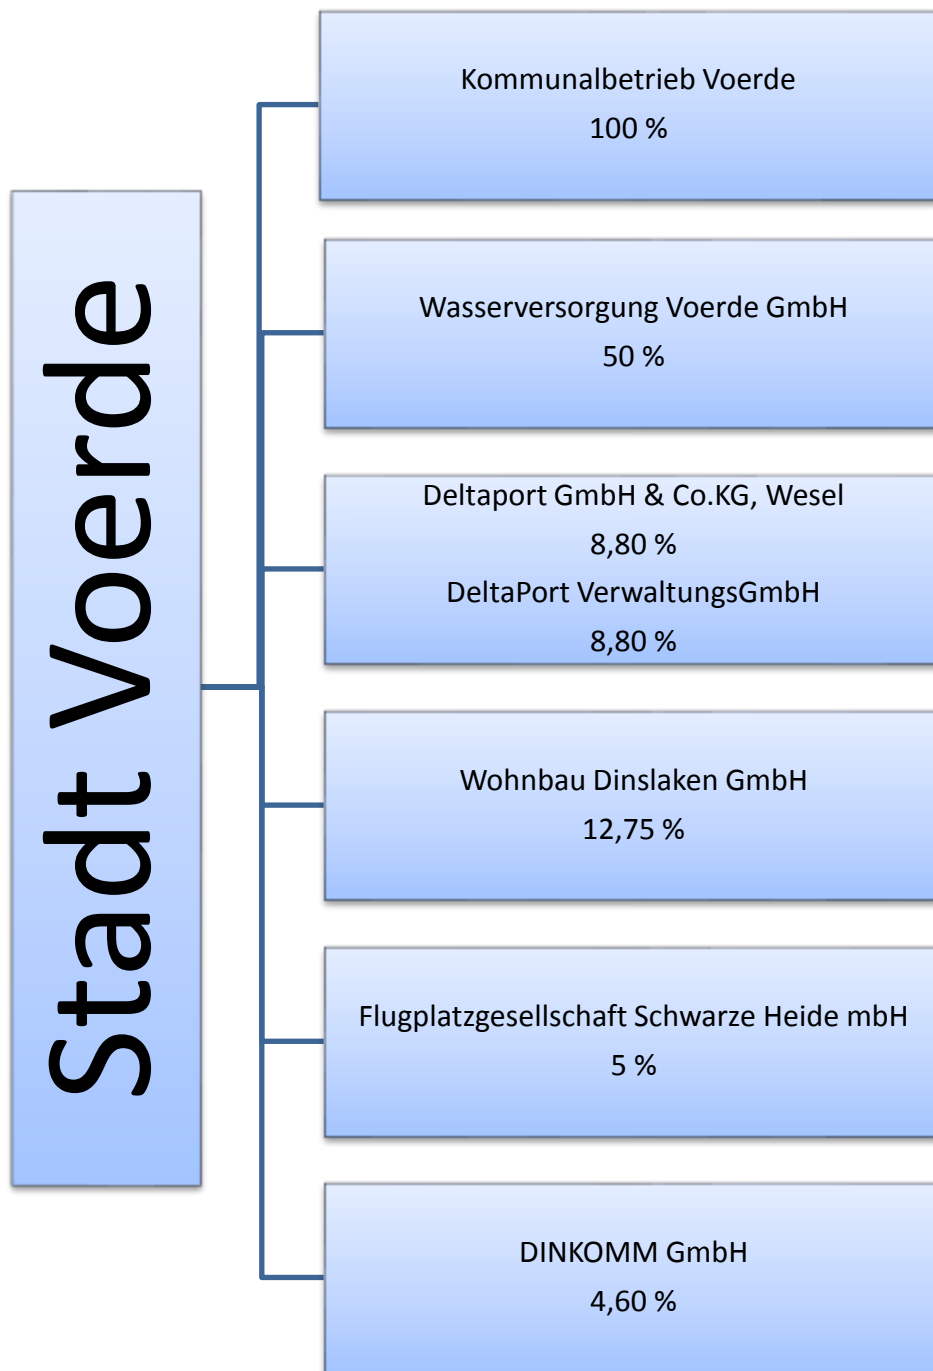 Stadt Voerde
Kommunalbetrieb Voerde
100 %
Wasserversorgung Voerde GmbH
50 %
Deltaport GmbH & Co.KG, Wesel
8,80 %
DeltaPort VerwaltungsGmbH
8,80 %
Wohnbau Dinslaken GmbH
12,75 %
Flugplatzgesellschaft Schwarze Heide mbH
5 %
DINKOMM GmbH
4,60 %